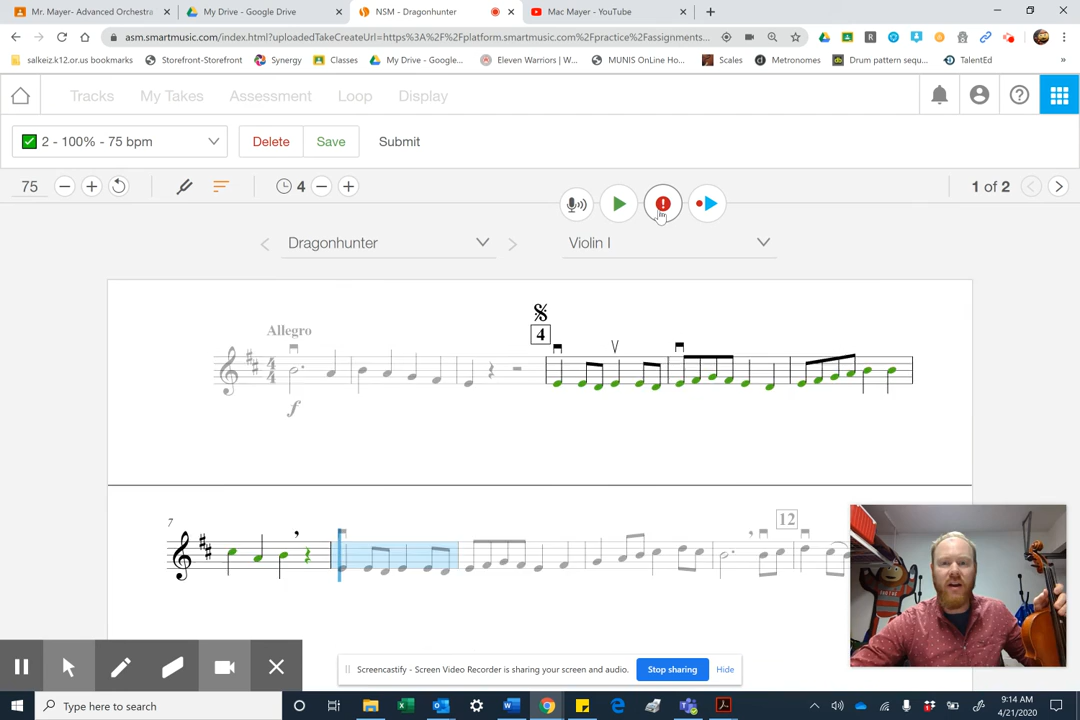 Mr. Mayer- Advanced Orchestra
My Drive - Google Drive
NSM - Dragonhunter
Mac Mayer - YouTube
asm.smartmusic.com/index.html?uploadedTakeCreateUrl=https%3A%2F%2Fplatform.smartmusic.com%2Fpractice%2Fassignments...
salkeiz.k12.or.us bookmarks
Storefront-Storefront
Synergy
Classes
My Drive - Google...
Eleven Warriors | W...
MUNIS OnLine Ho...
Scales
Metronomes
Drum pattern sequ...
TalentEd
»
Tracks
My Takes
Assessment
Loop
Display
2 - 100% - 75 bpm
Delete
Save
Submit
75
4
1 of 2
Dragonhunter
Violin I
Allegro
4
f
7
12
Screencastify - Screen Video Recorder is sharing your screen and audio.
Stop sharing
Hide
Type here to search
9:14 AM
4/21/2020